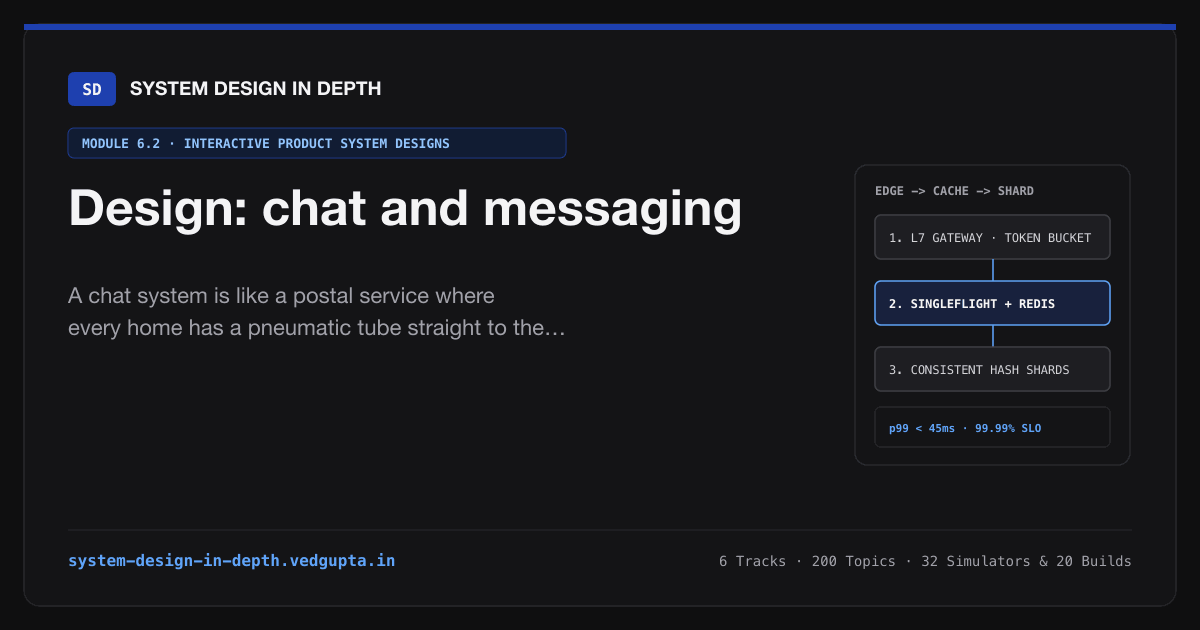 SD SYSTEM DESIGN IN DEPTH
MODULE 6.2 · INTERACTIVE PRODUCT SYSTEM DESIGNS
Design: chat and messaging
A chat system is like a postal service where
every home has a pneumatic tube straight to the…
EDGE —> CACHE —> SHARD
1. L7 GATEWAY · TOKEN BUCKET
2. SINGLEFLIGHT + REDIS
3. CONSISTENT HASH SHARDS
p99 < 45ms · 99.99% SLO
system-design-in-depth.vedgupta.in
6 Tracks · 200 Topics · 32 Simulators & 20 Builds